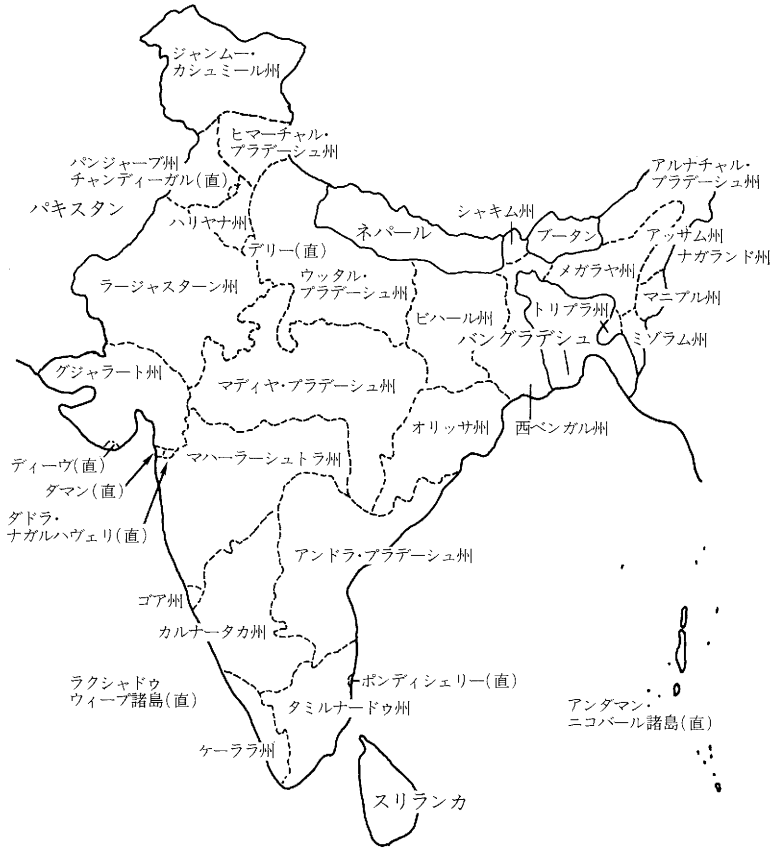 ジャンムー・
カシュミール州
ヒマーチャル・
プラデーシュ州
パンジャーブ州
チャンディーガル(直)
パキスタン
ハリヤナ州
デリー(直)
ネパール
シャキム州
ブータン
アルナチャル・
プラデーシュ州
アッサム州
ナガランド州
メガラヤ州
マニプル州
ラージャスターン州
ウッタル・
プラデーシュ州
ビハール州
トリプラ州
バングラデシュ
ミゾラム州
グジャラート州
マディヤ・プラデーシュ州
オリッサ州
西ベンガル州
ディーヴ(直)
ダマン(直)
マハーラーシュトラ州
ダドラ・
ナガルハヴェリ(直)
アンドラ・プラデーシュ州
ゴア州
カルナータカ州
ラクシャドゥ
ウィープ諸島(直)
ポンディシェリー(直)
タミルナードゥ州
アンダマン・
ニコバール諸島(直)
ケーララ州
スリランカ